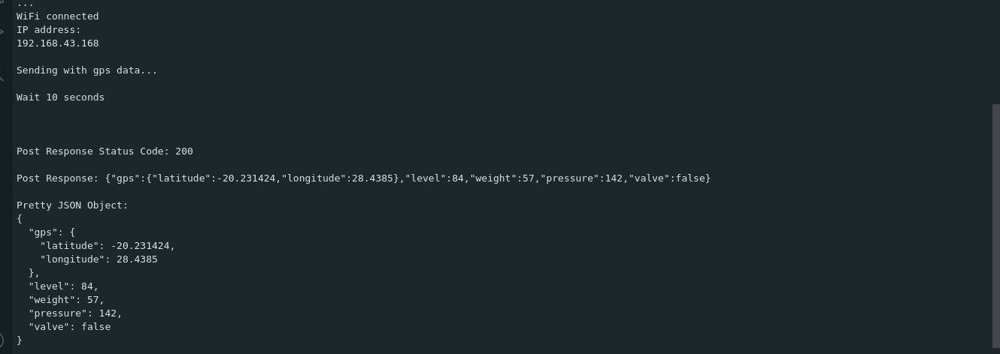 ...
WiFi connected
IP address:
192.168.43.168
Sending with gps data...
Wait 10 seconds
Post Response Status Code: 200
Post Response: {"gps":{"latitude":-20.231424,"longitude":28.4385},"level":84,"weight":57,"pressure":142,"valve":false}
Pretty JSON Object:
{
  "gps": {
    "latitude": -20.231424,
    "longitude": 28.4385
  },
  "level": 84,
  "weight": 57,
  "pressure": 142,
  "valve": false
}